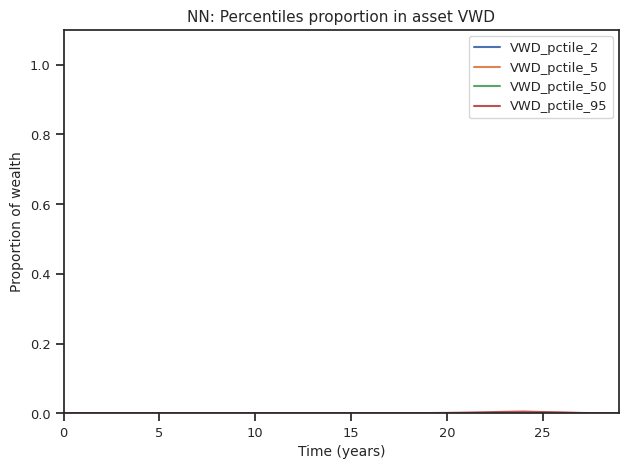 NN: Percentiles proportion in asset VWD
VWD_pctile_2
VWD_pctile_5
VWD_pctile_50
VWD_pctile_95
Proportion of wealth
1.0
0.8
0.6
0.4
0.2
0.0
0 5 10 15 20 25
Time (years)